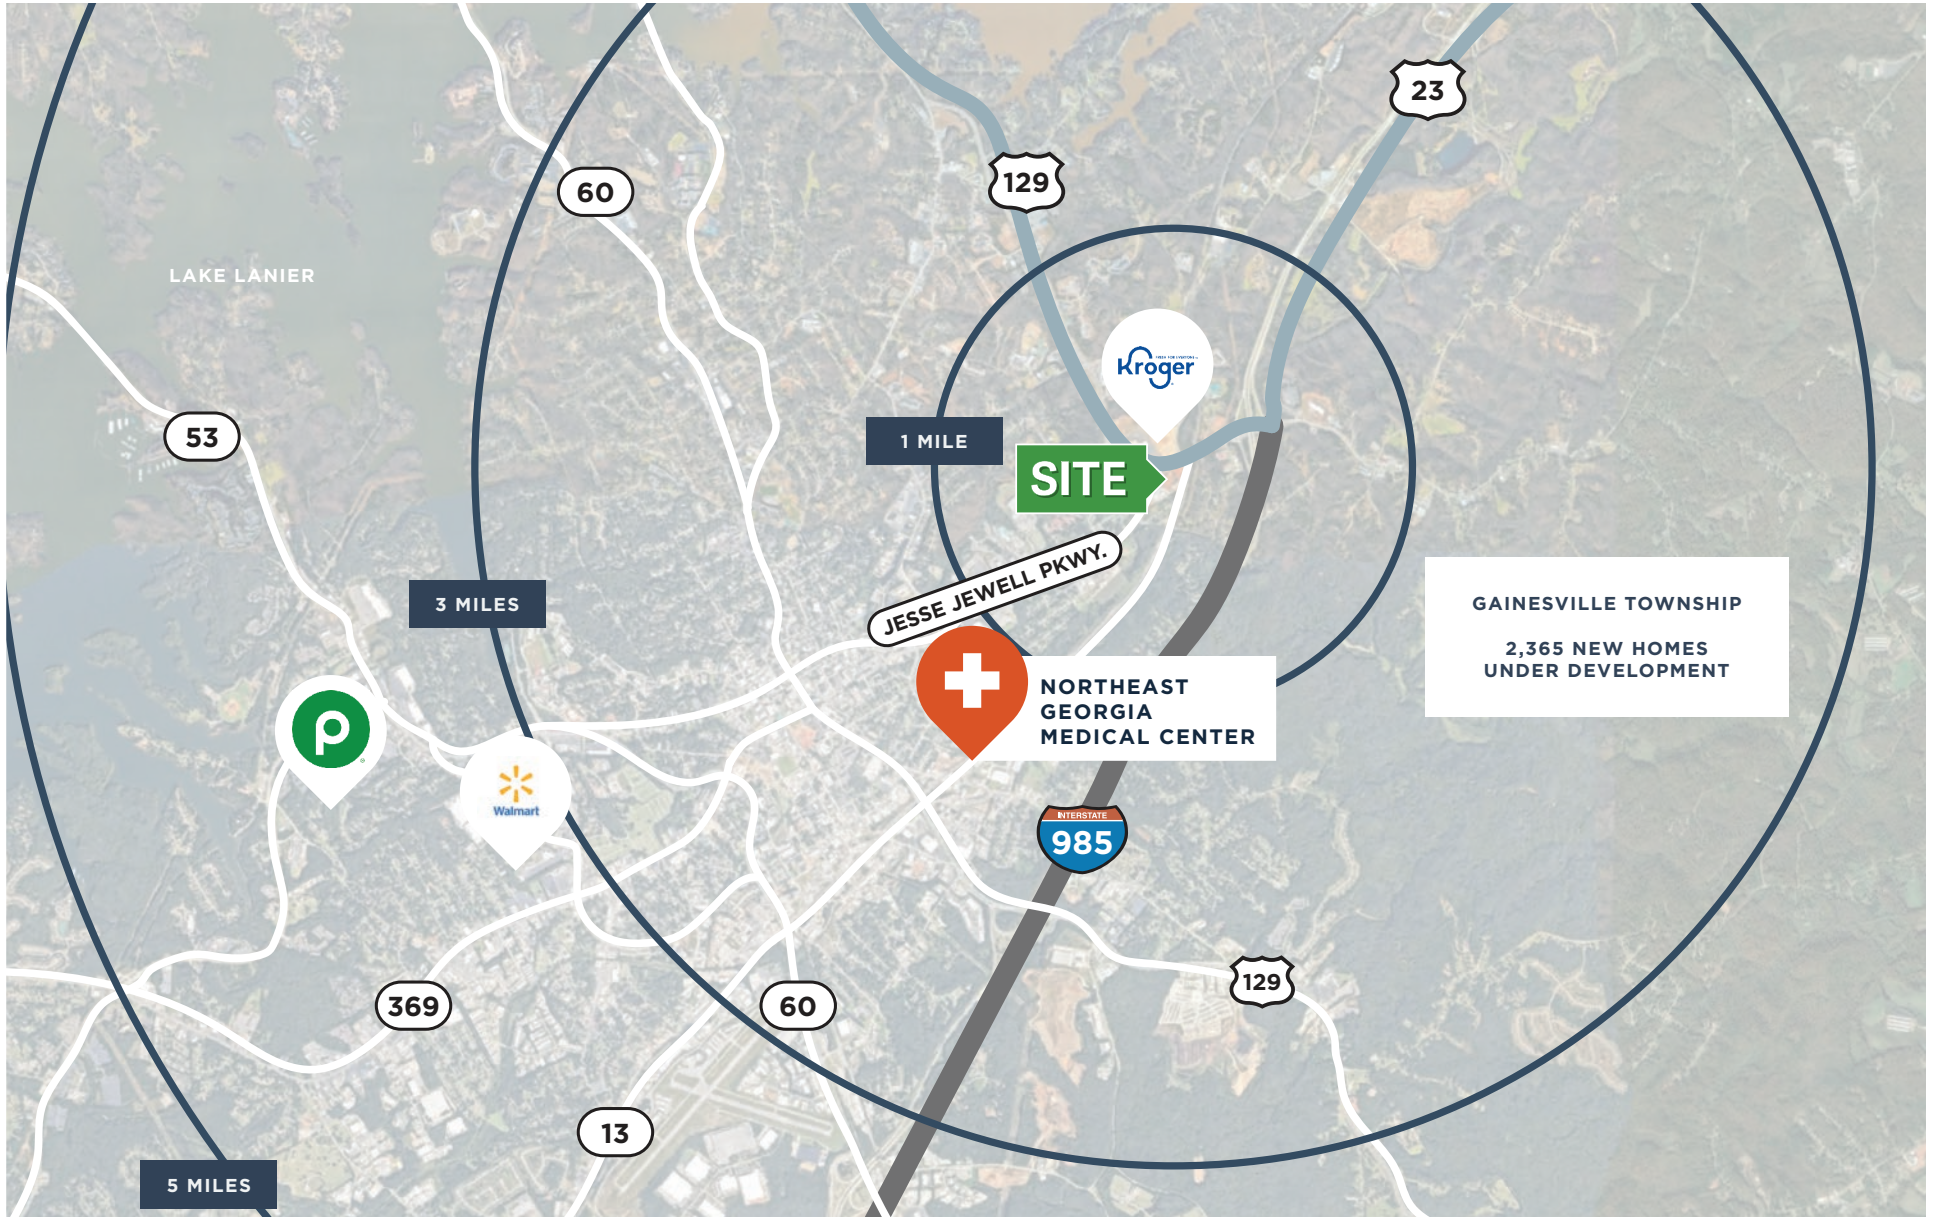 23
129
60
LAKE LANIER
Kroger
53
1 MILE
SITE
JESSE JEWELL PKWY.
3 MILES
GAINESVILLE TOWNSHIP
2,365 NEW HOMES
UNDER DEVELOPMENT
NORTHEAST
GEORGIA
MEDICAL CENTER
P
Walmart
INTERSTATE
985
129
369
60
13
5 MILES